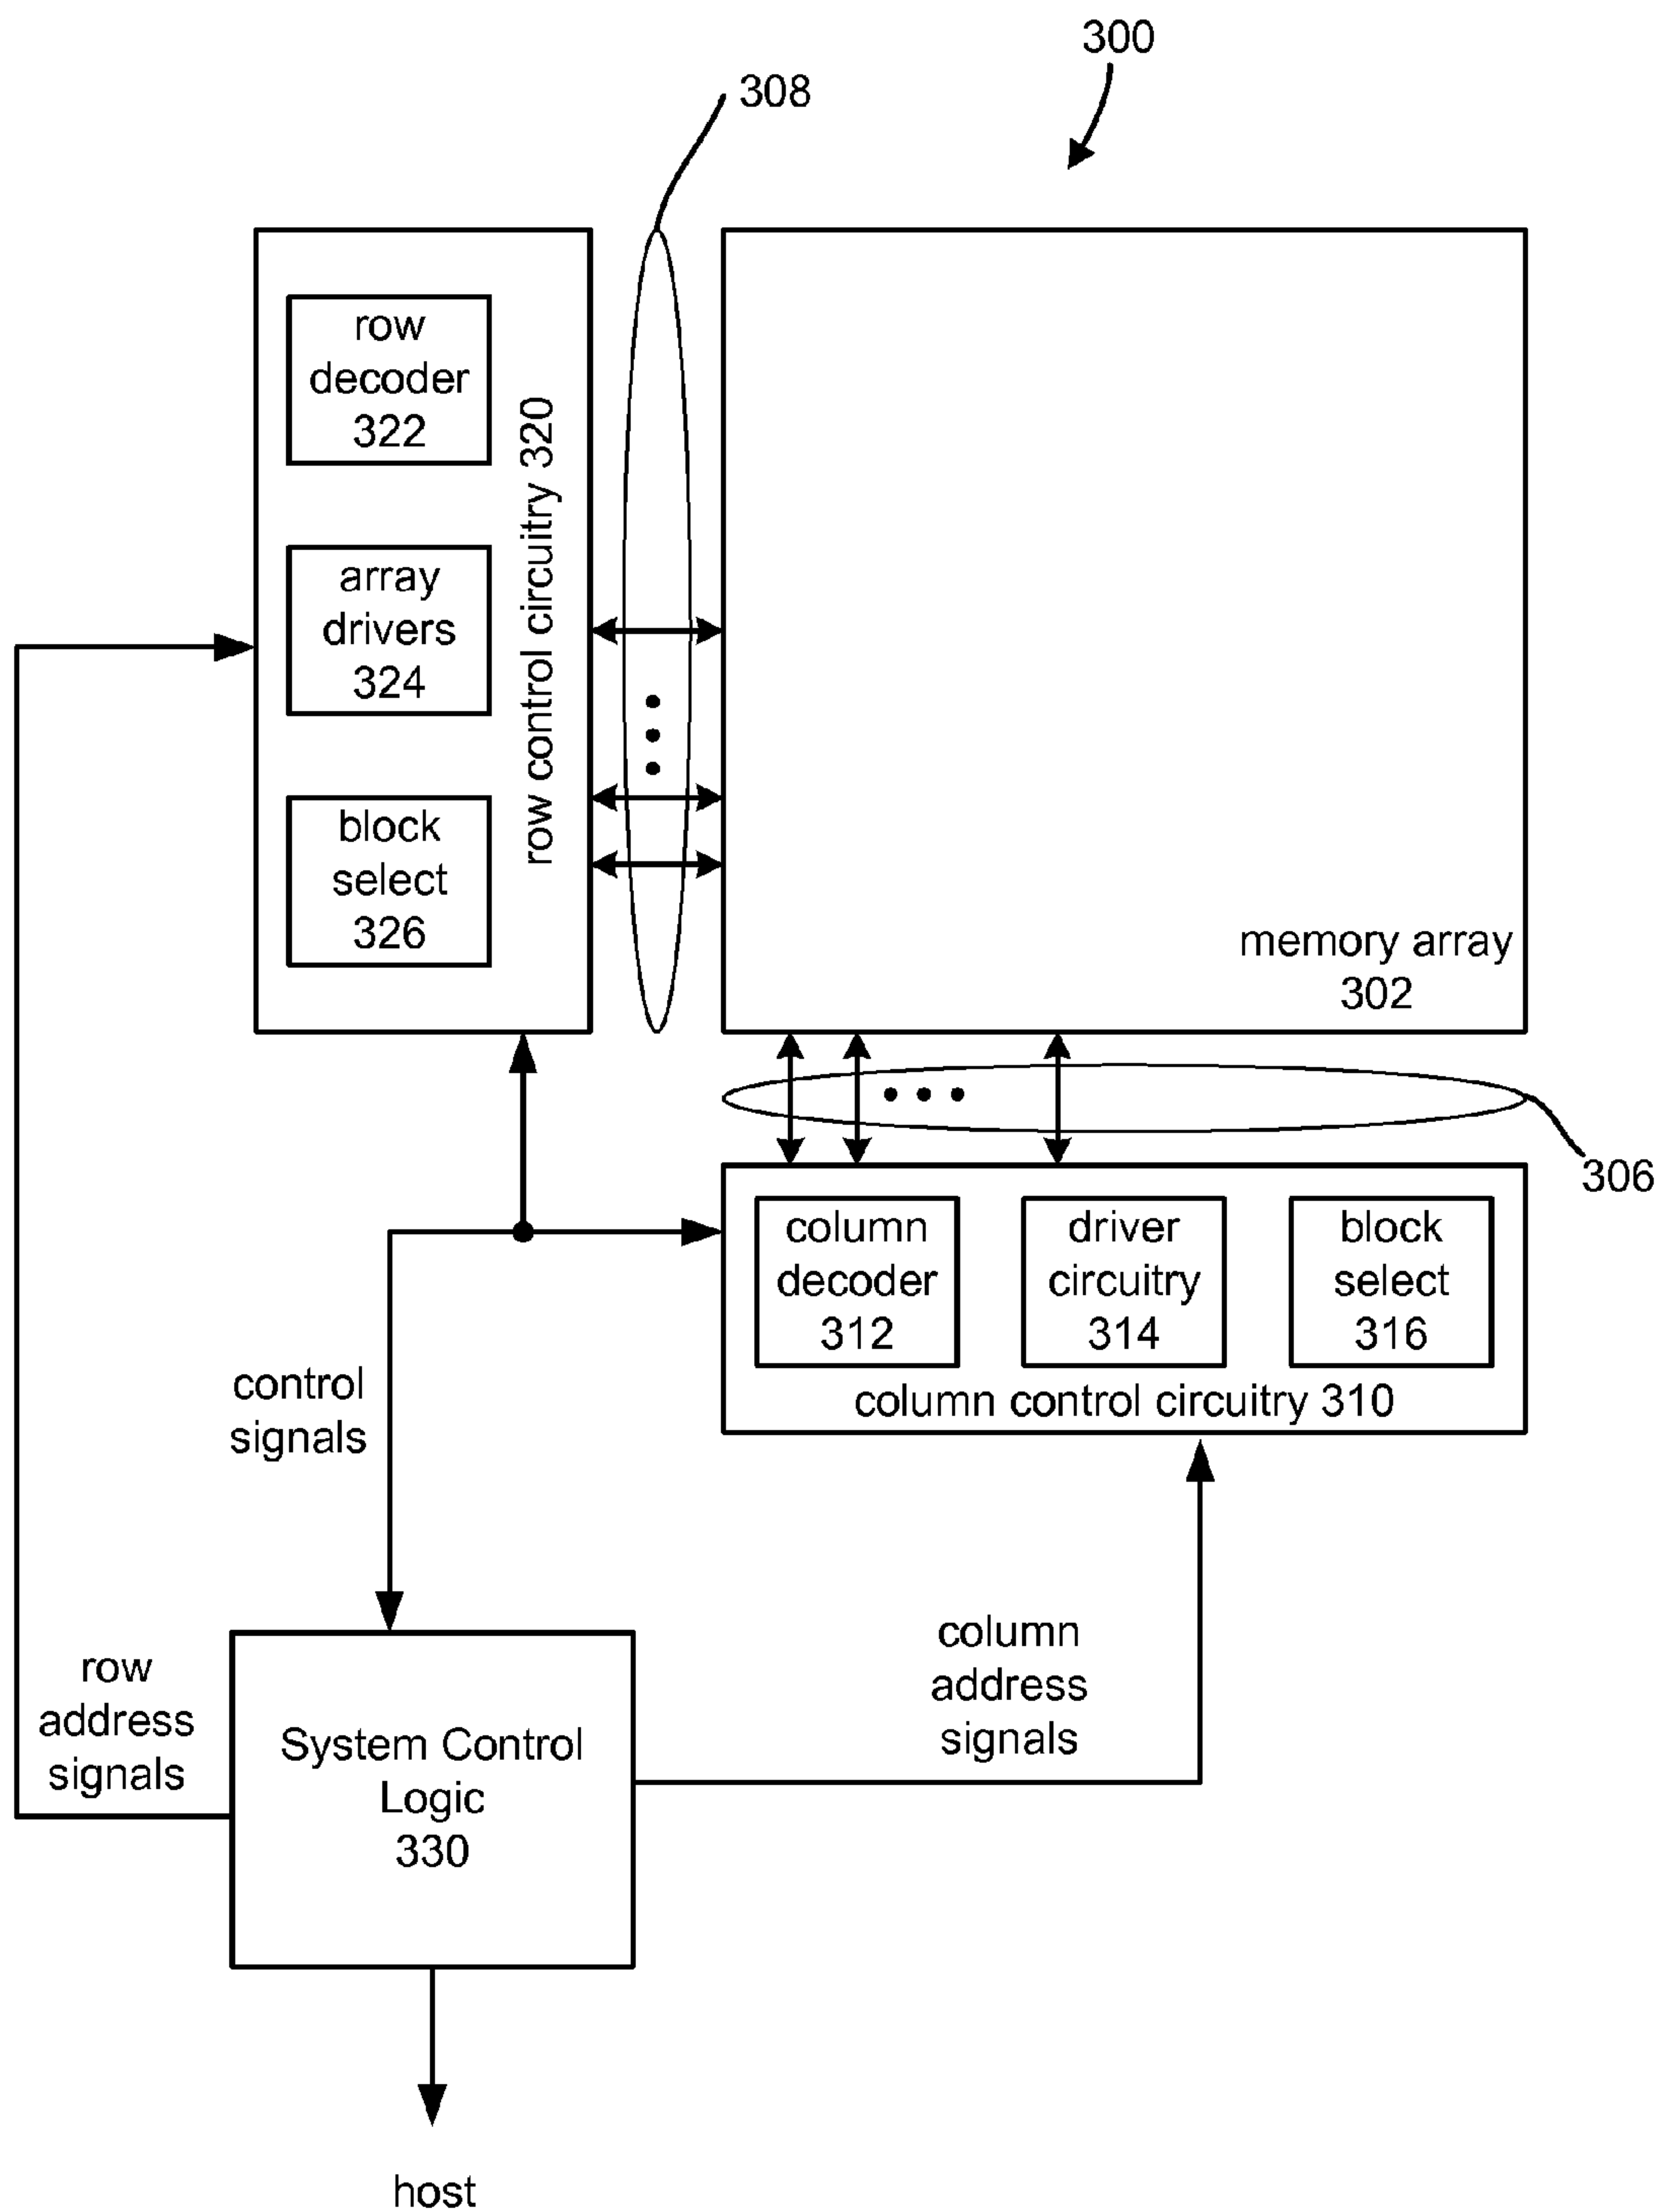 300
308
row
decoder
322
array
drivers
324
block
select
326
row control circuitry 320
memory array
302
306
column
decoder
312
driver
circuitry
314
block
select
316
column control circuitry 310
control
signals
row
address
signals
System Control
Logic
330
column
address
signals
host